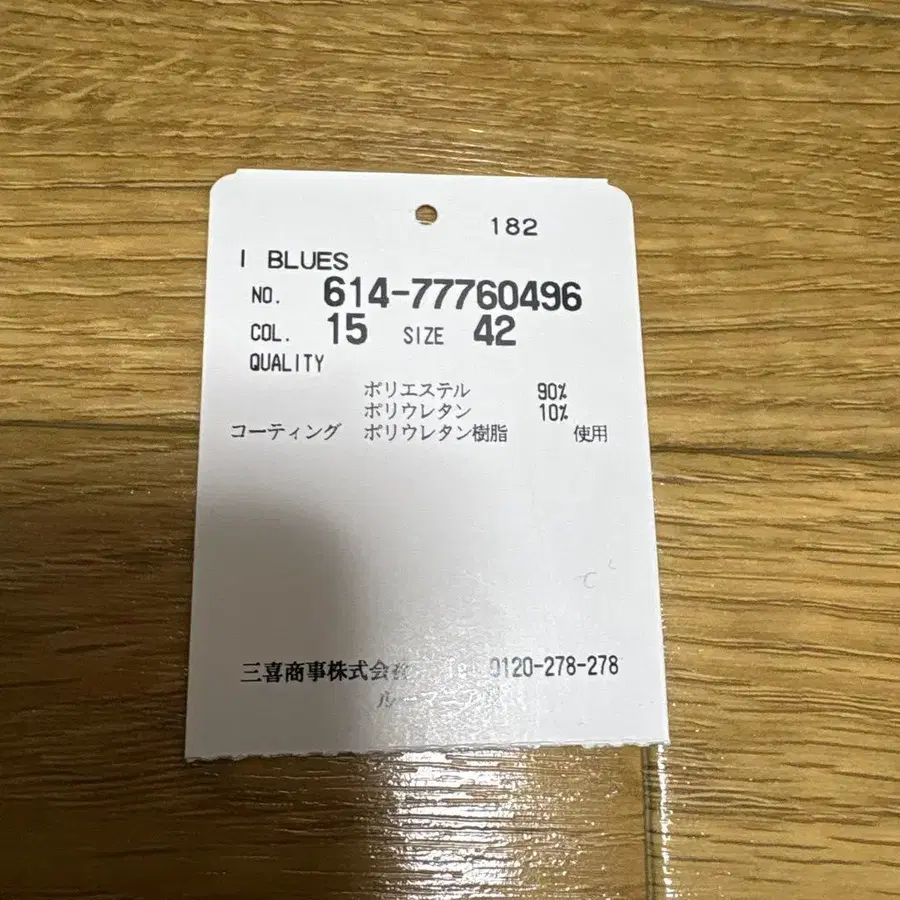 182
I BLUES
NO. 614-77760496
COL. 15 SIZE 42
QUALITY
ポリエステル 90%
ポリウレタン 10%
コーティング ポリウレタン樹脂 使用
三喜商事株式会社 0120-278-278